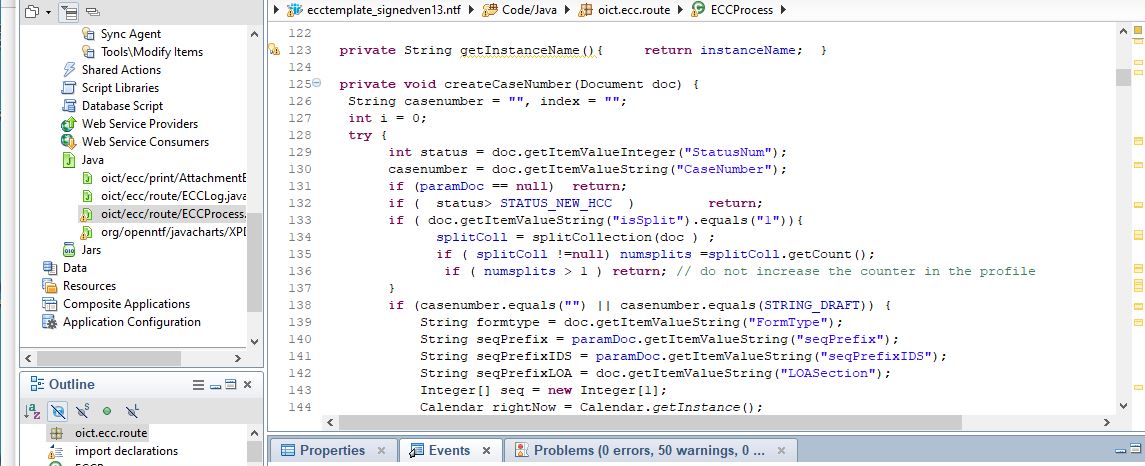 ecctemplate_signedven13.ntf Code/Java oict.ecc.route ECCProcess
Sync Agent
Tools\Modify Items
Shared Actions
Script Libraries
Database Script
Web Service Providers
Web Service Consumers
Java
oict/ecc/print/AttachmentE
oict/ecc/route/ECCLog.java
oict/ecc/route/ECCProcess.
org/openntf/javacharts/XPD
Jars
Data
Resources
Composite Applications
Application Configuration
Outline
oict.ecc.route
import declarations
122
123 private String getInstanceName(){ return instanceName; }
124
125 private void createCaseNumber(Document doc) {
126 String casenumber = "", index = "";
127 int i = 0;
128 try {
129 int status = doc.getItemValueInteger("StatusNum");
130 casenumber = doc.getItemValueString("CaseNumber");
131 if (paramDoc == null) return;
132 if ( status> STATUS_NEW_HCC ) return;
133 if ( doc.getItemValueString("isSplit").equals("1")){
134 splitColl = splitCollection(doc ) ;
135 if ( splitColl !=null) numsplits =splitColl.getCount();
136 if ( numsplits > 1 ) return; // do not increase the counter in the profile
137 }
138 if (casenumber.equals("") || casenumber.equals(STRING_DRAFT)) {
139 String formtype = doc.getItemValueString("FormType");
140 String seqPrefix = paramDoc.getItemValueString("seqPrefix");
141 String seqPrefixIDS = paramDoc.getItemValueString("seqPrefixIDS");
142 String seqPrefixLOA = doc.getItemValueString("LOASection");
143 Integer[] seq = new Integer[1];
144 Calendar rightNow = Calendar.getInstance();
Properties Events Problems (0 errors, 50 warnings, 0 ...